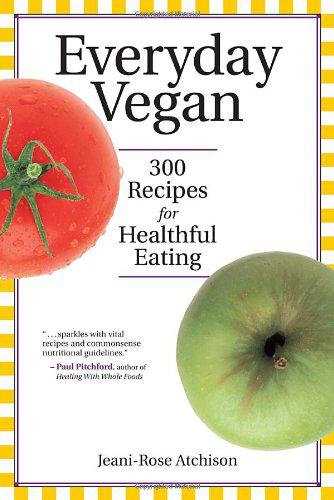 Everyday
Vegan
300
Recipes
for
Healthful
Eating
“ . . . sparkles with vital
recipes and commonsense
nutritional guidelines.”
– Paul Pitchford, author of
Healing With Whole Foods
Jeani-Rose Atchison